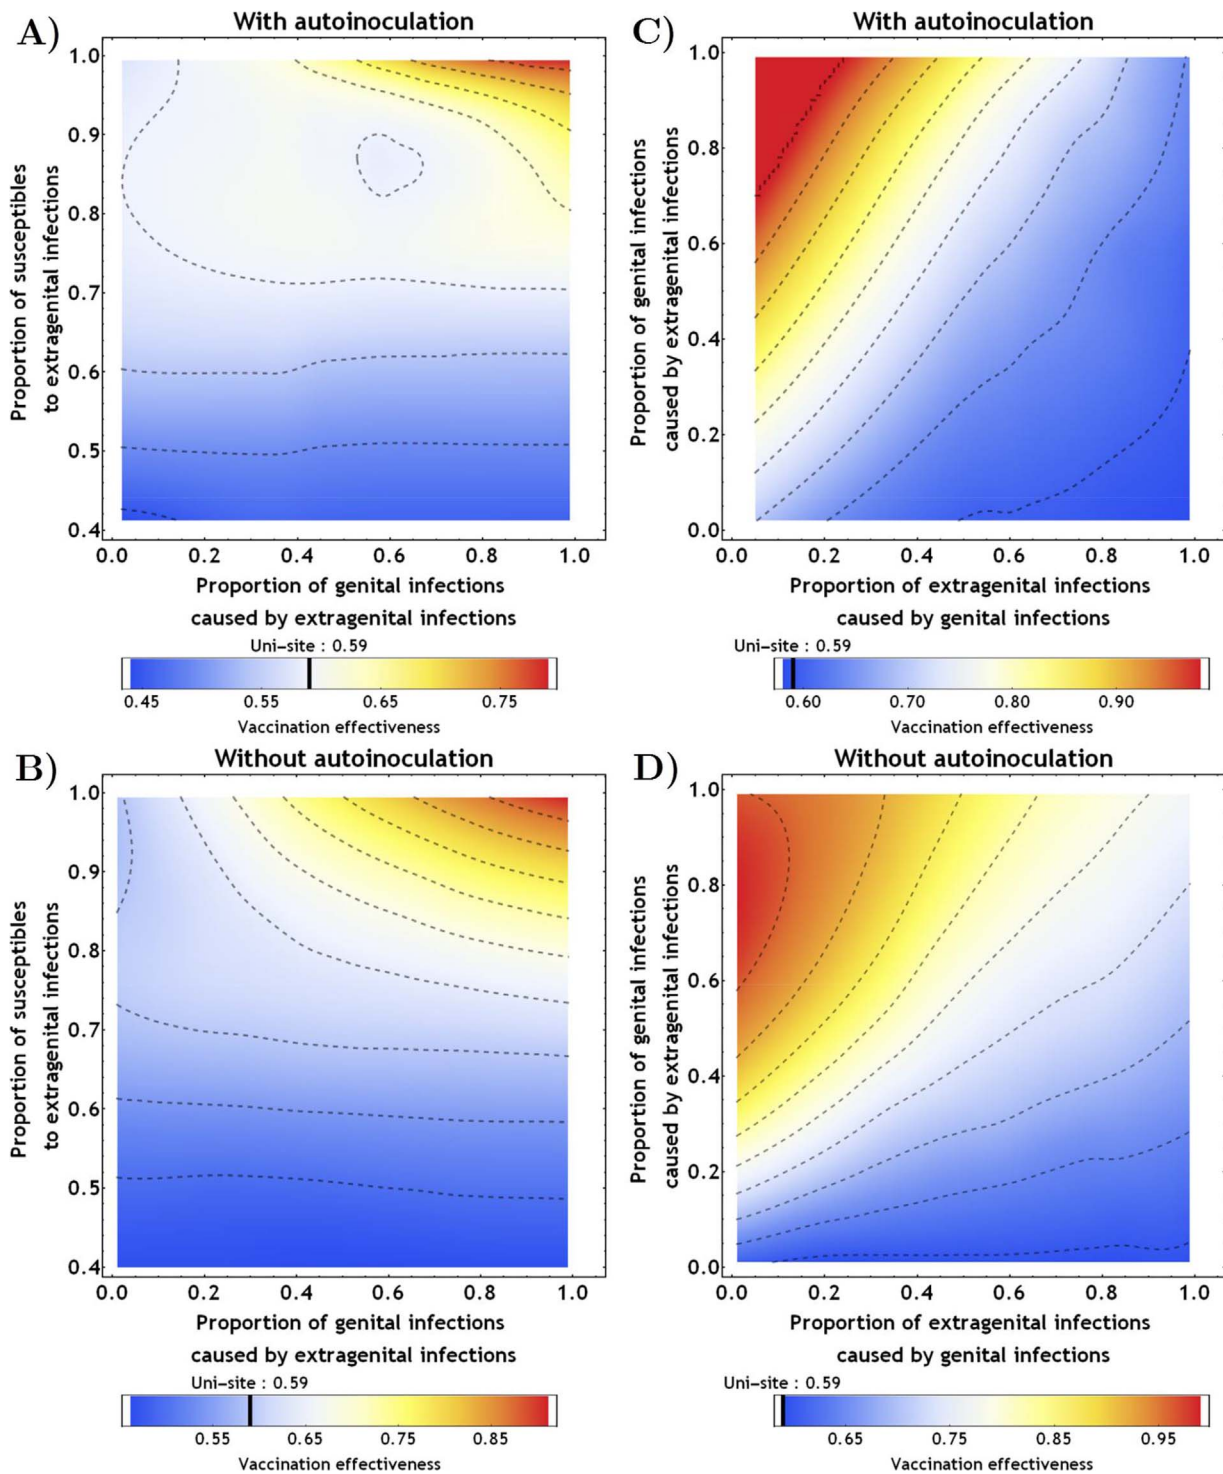 A)
With autoinoculation
1.0
0.9
0.8
0.7
0.6
0.5
0.4
Proportion of susceptibles
to extragenital infections
0.0 0.2 0.4 0.6 0.8 1.0
Proportion of genital infections
caused by extragenital infections
Uni-site : 0.59
0.45 0.55 0.65 0.75
Vaccination effectiveness
C)
With autoinoculation
1.0
0.8
0.6
0.4
0.2
0.0
Proportion of genital infections
caused by extragenital infections
0.0 0.2 0.4 0.6 0.8 1.0
Proportion of extragenital infections
caused by genital infections
Uni-site : 0.59
0.60 0.70 0.80 0.90
Vaccination effectiveness
B)
Without autoinoculation
1.0
0.9
0.8
0.7
0.6
0.5
0.4
Proportion of susceptibles
to extragenital infections
0.0 0.2 0.4 0.6 0.8 1.0
Proportion of genital infections
caused by extragenital infections
Uni-site : 0.59
0.55 0.65 0.75 0.85
Vaccination effectiveness
D)
Without autoinoculation
1.0
0.8
0.6
0.4
0.2
0.0
Proportion of genital infections
caused by extragenital infections
0.0 0.2 0.4 0.6 0.8 1.0
Proportion of extragenital infections
caused by genital infections
Uni-site : 0.59
0.65 0.75 0.85 0.95
Vaccination effectiveness